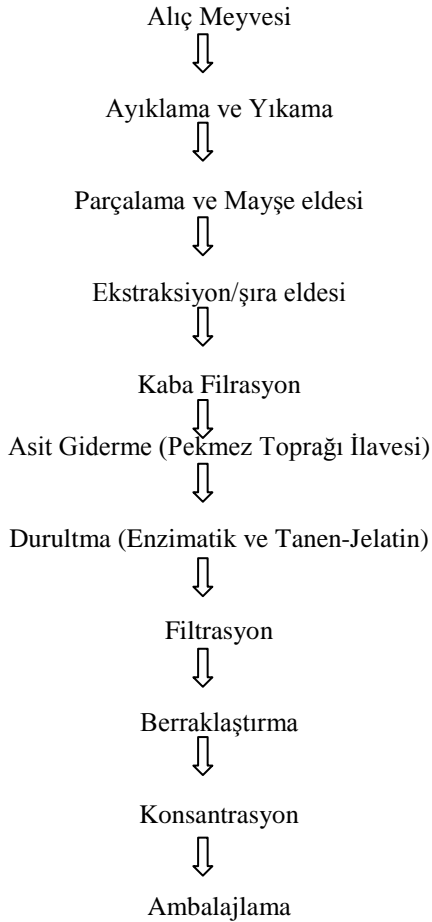 Alıç Meyvesi
Ayıklama ve Yıkama
Parçalama ve Mayşe eldesi
Ekstraksiyon/şıra eldesi
Kaba Filrasyon
Asit Giderme (Pekmez Toprağı İlavesi)
Durultma (Enzimatik ve Tanen-Jelatin)
Filtrasyon
Berraklaştırma
Konsantrasyon
Ambalajlama